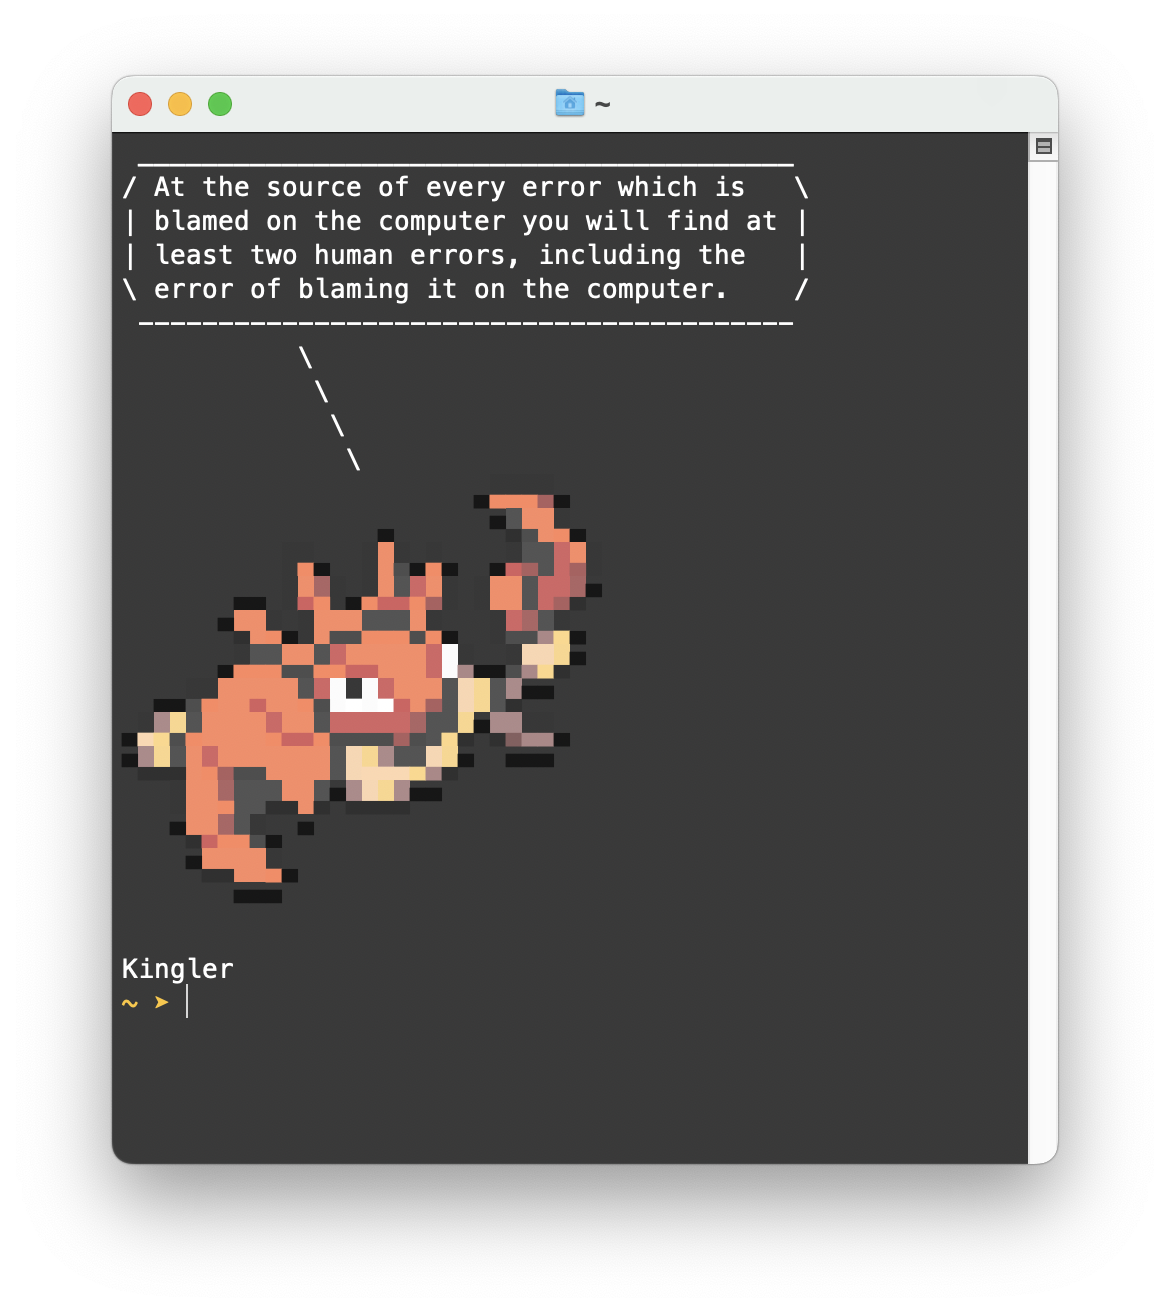 ~
At the source of every error which is
blamed on the computer you will find at
least two human errors, including the
error of blaming it on the computer.
Kingler
~ ➤